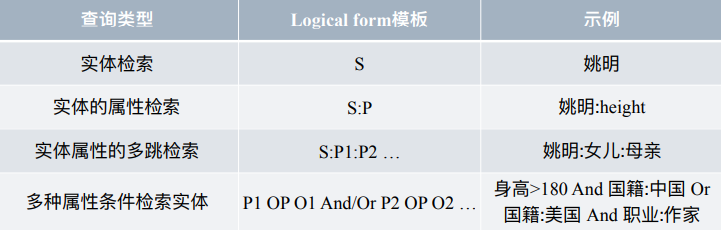 查询类型 Logical form模板 示例
实体检索 S 姚明
实体的属性检索 S:P 姚明:height
实体属性的多跳检索 S:P1:P2 … 姚明:女儿:母亲
多种属性条件检索实体 P1 OP O1 And/Or P2 OP O2 … 身高>180 And 国籍:中国 Or
国籍:美国 And 职业:作家